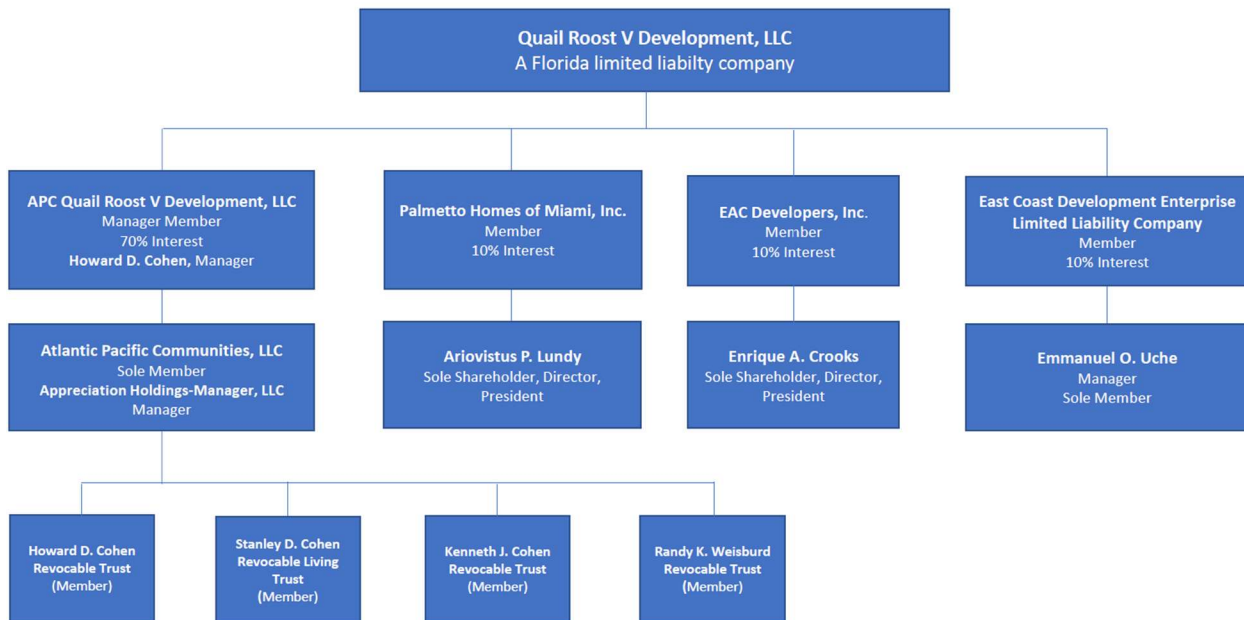 Quail Roost V Development, LLC
A Florida limited liabilty company
APC Quail Roost V Development, LLC
Manager Member
70% Interest
Howard D. Cohen, Manager
Palmetto Homes of Miami, Inc.
Member
10% Interest
EAC Developers, Inc.
Member
10% Interest
East Coast Development Enterprise
Limited Liability Company
Member
10% Interest
Atlantic Pacific Communities, LLC
Sole Member
Appreciation Holdings-Manager, LLC
Manager
Ariovistus P. Lundy
Sole Shareholder, Director,
President
Enrique A. Crooks
Sole Shareholder, Director,
President
Emmanuel O. Uche
Manager
Sole Member
Howard D. Cohen
Revocable Trust
(Member)
Stanley D. Cohen
Revocable Living
Trust
(Member)
Kenneth J. Cohen
Revocable Trust
(Member)
Randy K. Weisburd
Revocable Trust
(Member)